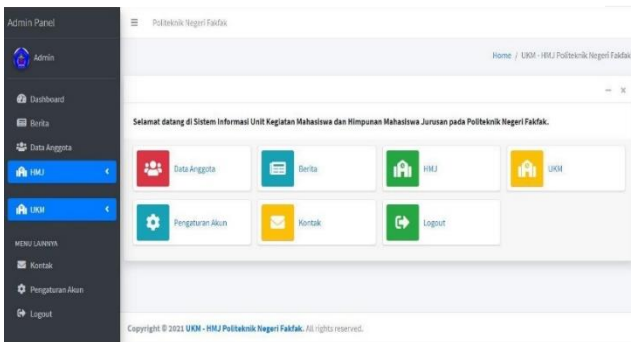 Admin Panel
Politeknik Negeri Fakfak
Admin
Home / UKM - HMJ Politeknik Negeri Fakfak
Dashboard
Berita
Data Anggota
HMJ
UKM
MENU LAINNYA
Kontak
Pengaturan Akun
Logout
Selamat datang di Sistem Informasi Unit Kegiatan Mahasiswa dan Himpunan Mahasiswa Jurusan pada Politeknik Negeri Fakfak.
Data Anggota
Berita
HMJ
UKM
Pengaturan Akun
Kontak
Logout
Copyright © 2021 UKM - HMJ Politeknik Negeri Fakfak. All rights reserved.